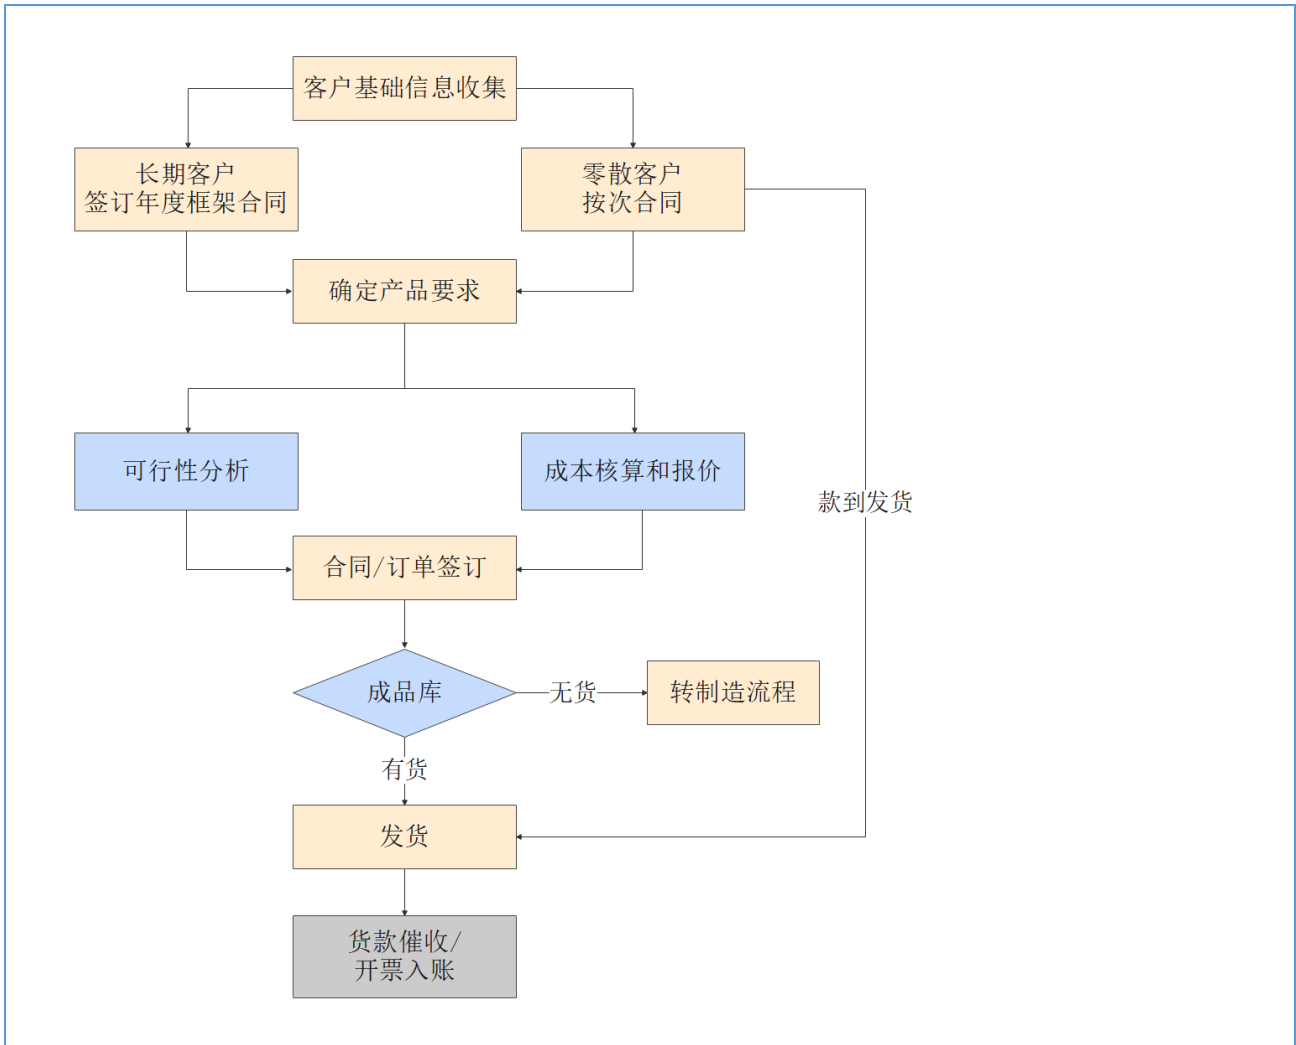 客户基础信息收集
长期客户
签订年度框架合同
零散客户
按次合同
确定产品要求
可行性分析
成本核算和报价
款到发货
合同/订单签订
成品库
无货
转制造流程
有货
发货
货款催收/
开票入账